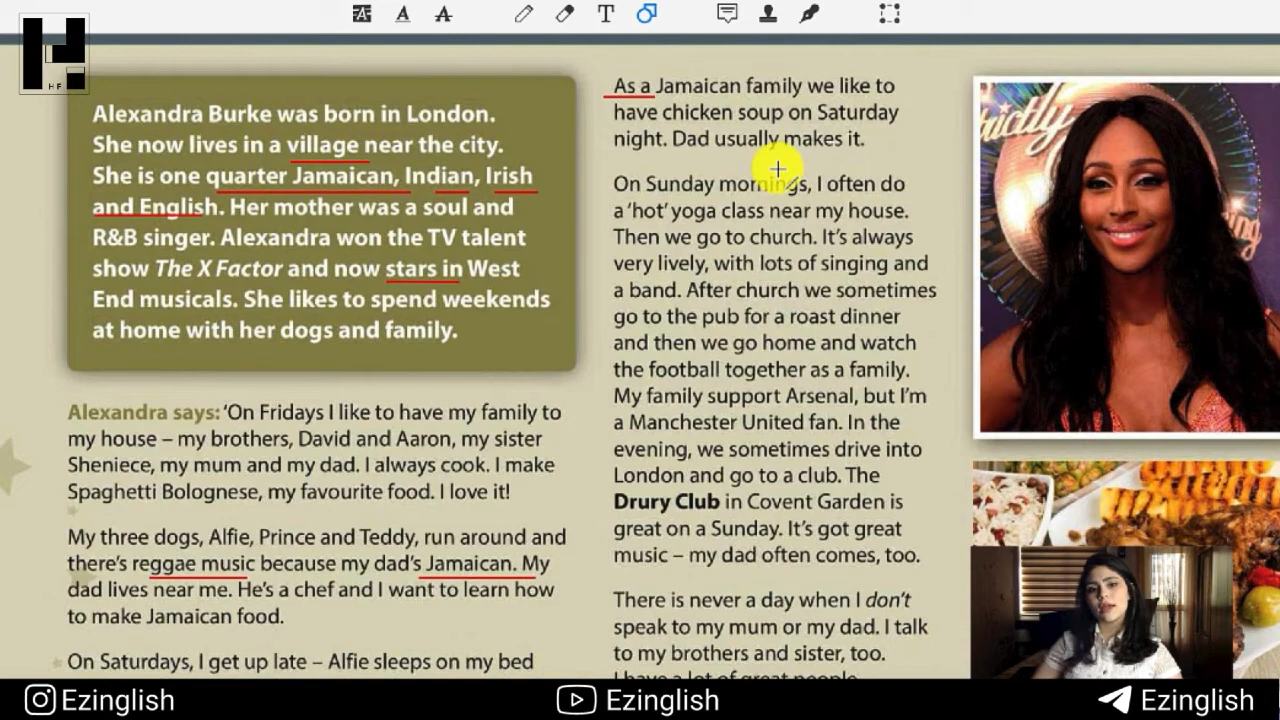 HF
Alexandra Burke was born in London.
She now lives in a village near the city.
She is one quarter Jamaican, Indian, Irish
and English. Her mother was a soul and
R&B singer. Alexandra won the TV talent
show The X Factor and now stars in West
End musicals. She likes to spend weekends
at home with her dogs and family.
Alexandra says: ‘On Fridays I like to have my family to
my house – my brothers, David and Aaron, my sister
Sheniece, my mum and my dad. I always cook. I make
Spaghetti Bolognese, my favourite food. I love it!
My three dogs, Alfie, Prince and Teddy, run around and
there’s reggae music because my dad’s Jamaican. My
dad lives near me. He’s a chef and I want to learn how
to make Jamaican food.
On Saturdays, I get up late – Alfie sleeps on my bed
As a Jamaican family we like to
have chicken soup on Saturday
night. Dad usually makes it.
On Sunday mornings, I often do
a ‘hot’ yoga class near my house.
Then we go to church. It’s always
very lively, with lots of singing and
a band. After church we sometimes
go to the pub for a roast dinner
and then we go home and watch
the football together as a family.
My family support Arsenal, but I’m
a Manchester United fan. In the
evening, we sometimes drive into
London and go to a club. The
Drury Club in Covent Garden is
great on a Sunday. It’s got great
music – my dad often comes, too.
There is never a day when I don’t
speak to my mum or my dad. I talk
to my brothers and sister, too.
I have a lot of great people
Ezinglish
Ezinglish
Ezinglish